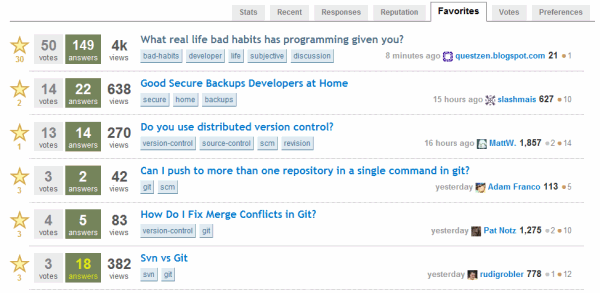 Stats Recent Responses Reputation Favorites Votes Preferences
What real life bad habits has programming given you?
30 50 votes 149 answers 4k views
bad-habits developer life subjective discussion
8 minutes ago questzen.blogspot.com 21 1
Good Secure Backups Developers at Home
2 14 votes 22 answers 638 views
secure home backups
15 hours ago slashmais 627 10
Do you use distributed version control?
1 13 votes 14 answers 270 views
version-control source-control scm revision
16 hours ago MattW. 1,857 2 14
Can I push to more than one repository in a single command in git?
3 3 votes 2 answers 42 views
git scm
yesterday Adam Franco 113 5
How Do I Fix Merge Conflicts in Git?
3 4 votes 5 answers 83 views
version-control git
yesterday Pat Notz 1,275 2 10
Svn vs Git
3 3 votes 18 answers 382 views
svn git
yesterday rudigrobler 778 1 12